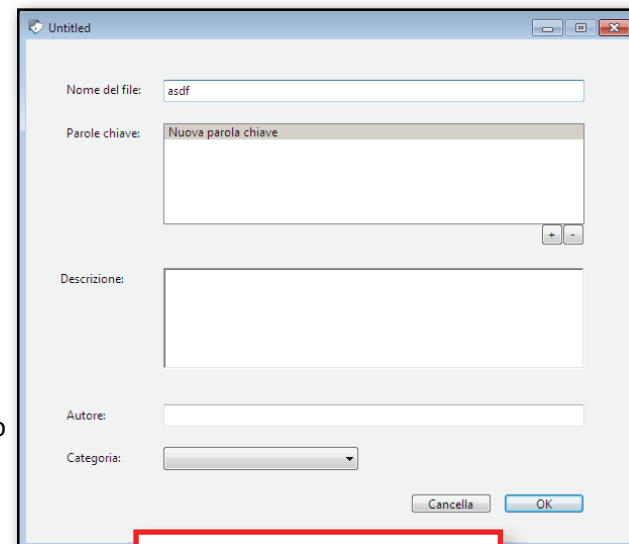 Untitled
Nome del file: asdf
Parole chiave: Nuova parola chiave
+ -
Descrizione:
Autore:
Categoria:
Cancella OK